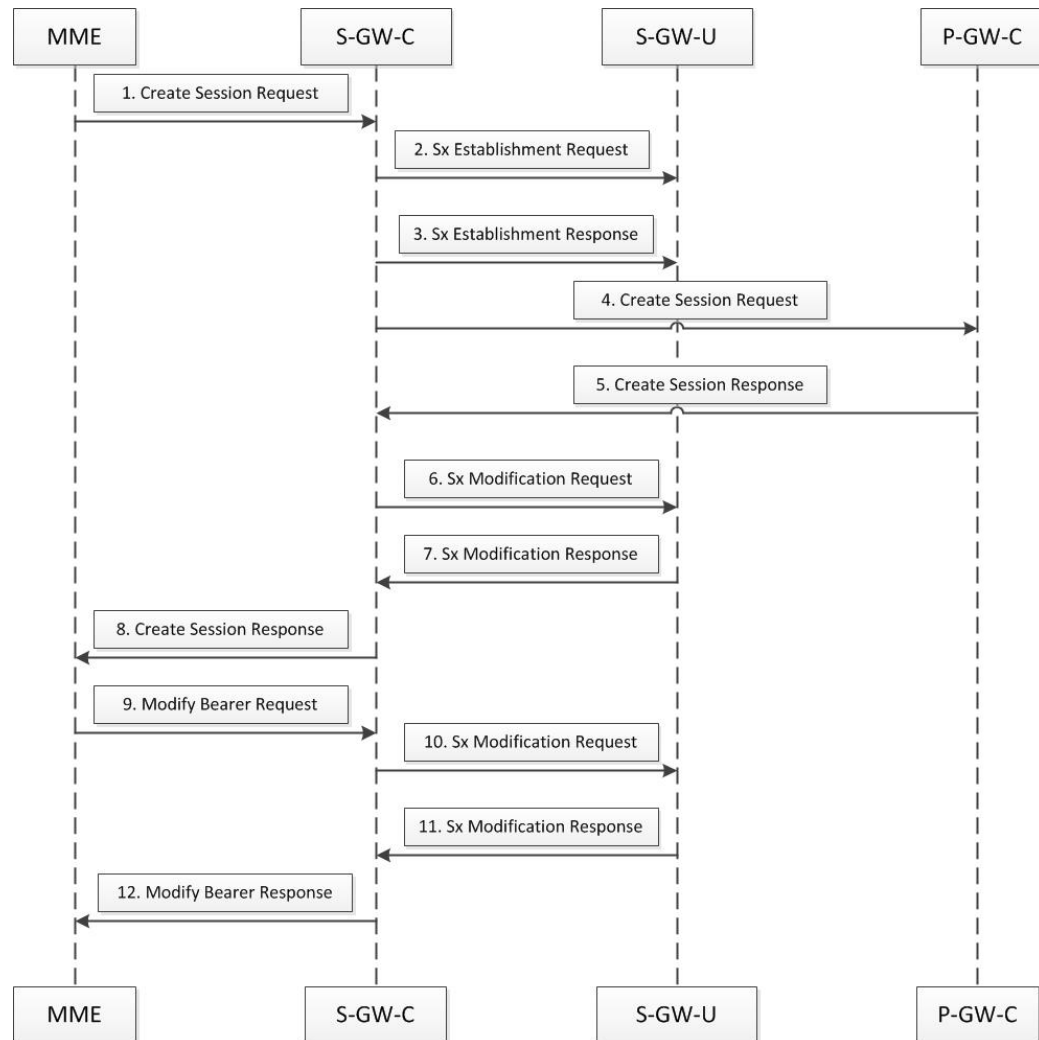 MME
S-GW-C
S-GW-U
P-GW-C
1. Create Session Request
2. Sx Establishment Request
3. Sx Establishment Response
4. Create Session Request
5. Create Session Response
6. Sx Modification Request
7. Sx Modification Response
8. Create Session Response
9. Modify Bearer Request
10. Sx Modification Request
11. Sx Modification Response
12. Modify Bearer Response
MME
S-GW-C
S-GW-U
P-GW-C